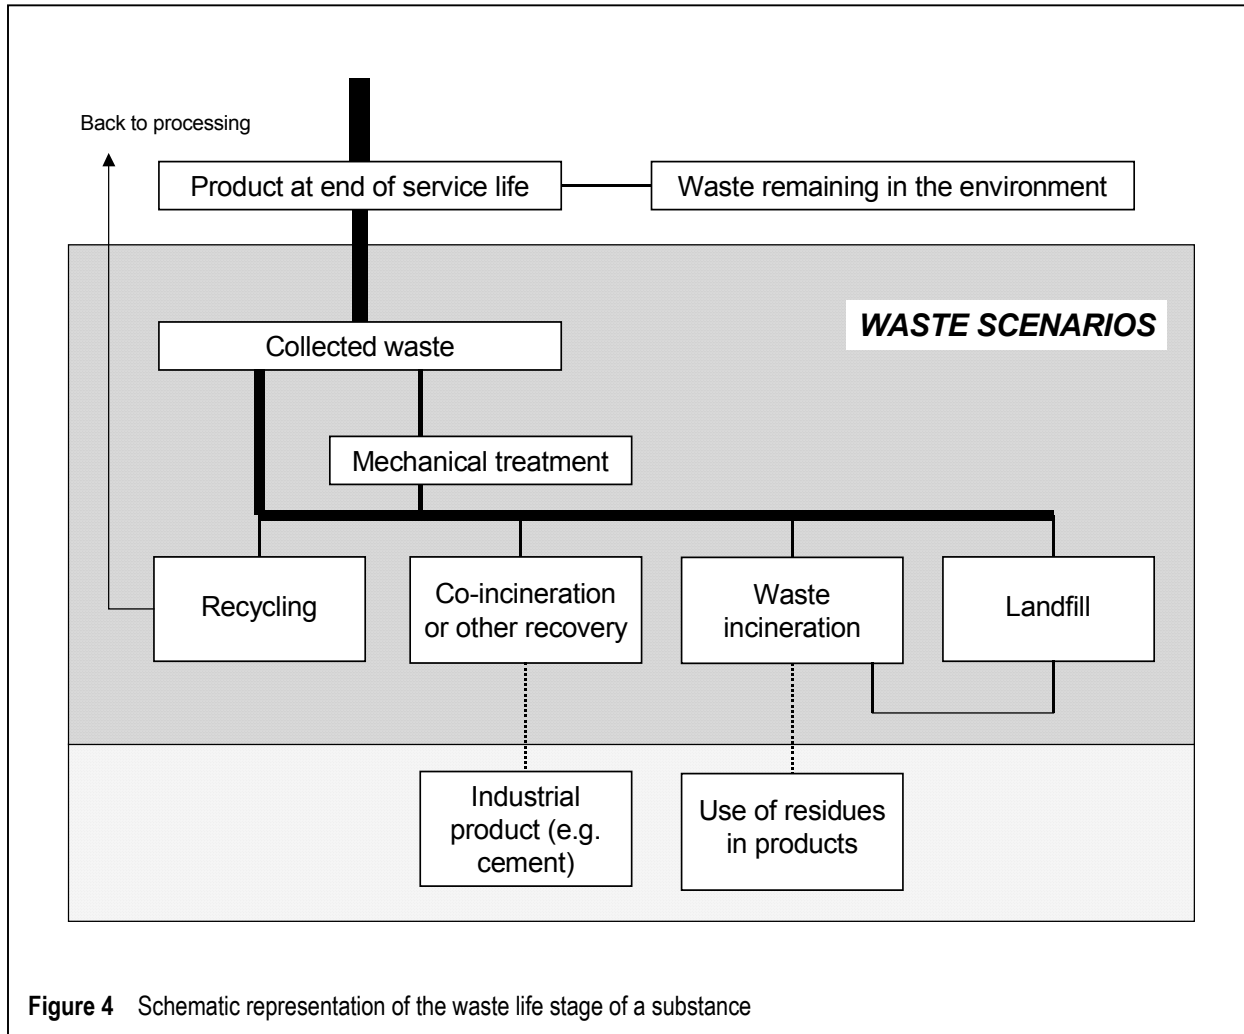 Back to processing
Product at end of service life
Waste remaining in the environment
WASTE SCENARIOS
Collected waste
Mechanical treatment
Recycling
Co-incineration
or other recovery
Waste
incineration
Landfill
Industrial
product (e.g.
cement)
Use of residues
in products
Figure 4 Schematic representation of the waste life stage of a substance